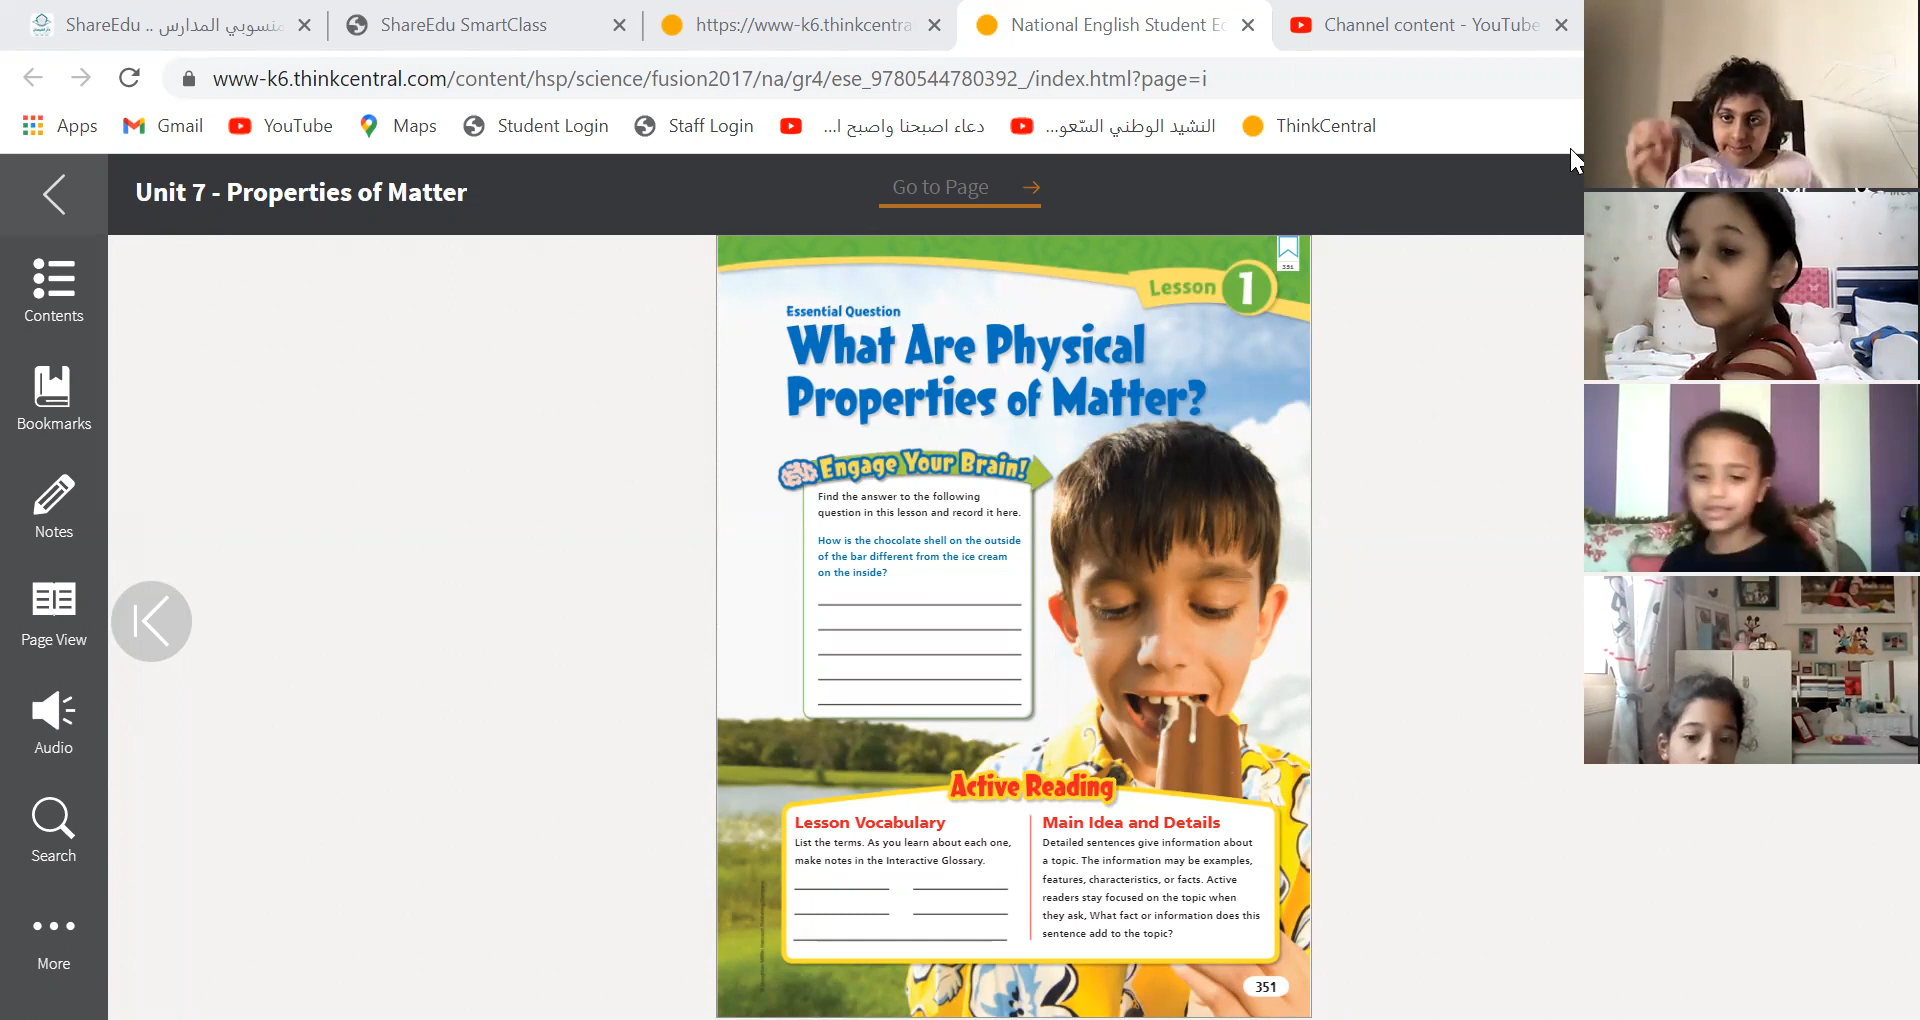 ShareEdu .. منسوبي المدارس
ShareEdu SmartClass
https://www-k6.thinkcentra
National English Student Ec
Channel content - YouTube
www-k6.thinkcentral.com/content/hsp/science/fusion2017/na/gr4/ese_9780544780392_/index.html?page=i
Apps
Gmail
YouTube
Maps
Student Login
Staff Login
دعاء اصبحنا واصبح ا...
النشيد الوطني السّعو...
ThinkCentral
Unit 7 - Properties of Matter
Go to Page
Contents
Bookmarks
Notes
Page View
Audio
Search
More
351
Lesson 1
Essential Question
What Are Physical
Properties of Matter?
Engage Your Brain!
Find the answer to the following
question in this lesson and record it here.
How is the chocolate shell on the outside
of the bar different from the ice cream
on the inside?
Active Reading
Lesson Vocabulary
List the terms. As you learn about each one,
make notes in the Interactive Glossary.
Main Idea and Details
Detailed sentences give information about
a topic. The information may be examples,
features, characteristics, or facts. Active
readers stay focused on the topic when
they ask, What fact or information does this
sentence add to the topic?
351